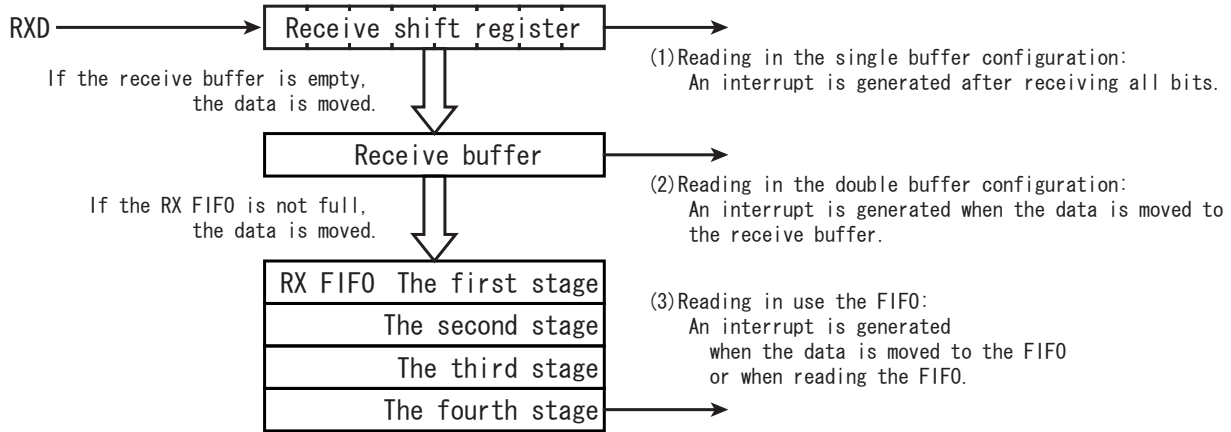 RXD
Receive shift register
If the receive buffer is empty,
the data is moved.
(1)Reading in the single buffer configuration:
An interrupt is generated after receiving all bits.
Receive buffer
If the RX FIFO is not full,
the data is moved.
(2)Reading in the double buffer configuration:
An interrupt is generated when the data is moved to
the receive buffer.
RX FIFO The first stage
The second stage
The third stage
The fourth stage
(3)Reading in use the FIFO:
An interrupt is generated
when the data is moved to the FIFO
or when reading the FIFO.